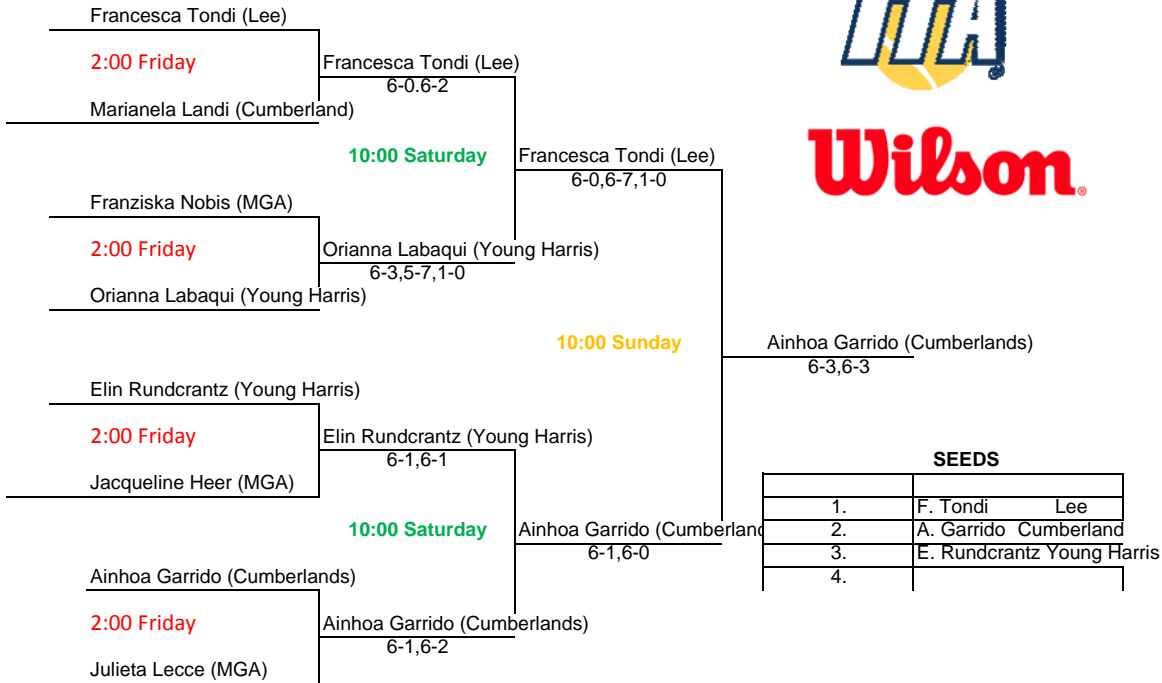 Francesca Tondi (Lee)
2:00 Friday
Francesca Tondi (Lee)
6-0.6-2
Marianela Landi (Cumberland)
10:00 Saturday
Francesca Tondi (Lee)
6-0,6-7,1-0
Franziska Nobis (MGA)
2:00 Friday
Orianna Labaqui (Young Harris)
6-3,5-7,1-0
Orianna Labaqui (Young Harris)
10:00 Sunday
Ainhoa Garrido (Cumberlands)
6-3,6-3
Elin Rundcrantz (Young Harris)
2:00 Friday
Elin Rundcrantz (Young Harris)
6-1,6-1
Jacqueline Heer (MGA)
10:00 Saturday
Ainhoa Garrido (Cumberland
6-1,6-0
Ainhoa Garrido (Cumberlands)
2:00 Friday
Ainhoa Garrido (Cumberlands)
6-1,6-2
Julieta Lecce (MGA)
ITA
Wilson®
SEEDS
1. F. Tondi Lee
2. A. Garrido Cumberland
3. E. Rundcrantz Young Harris
4.